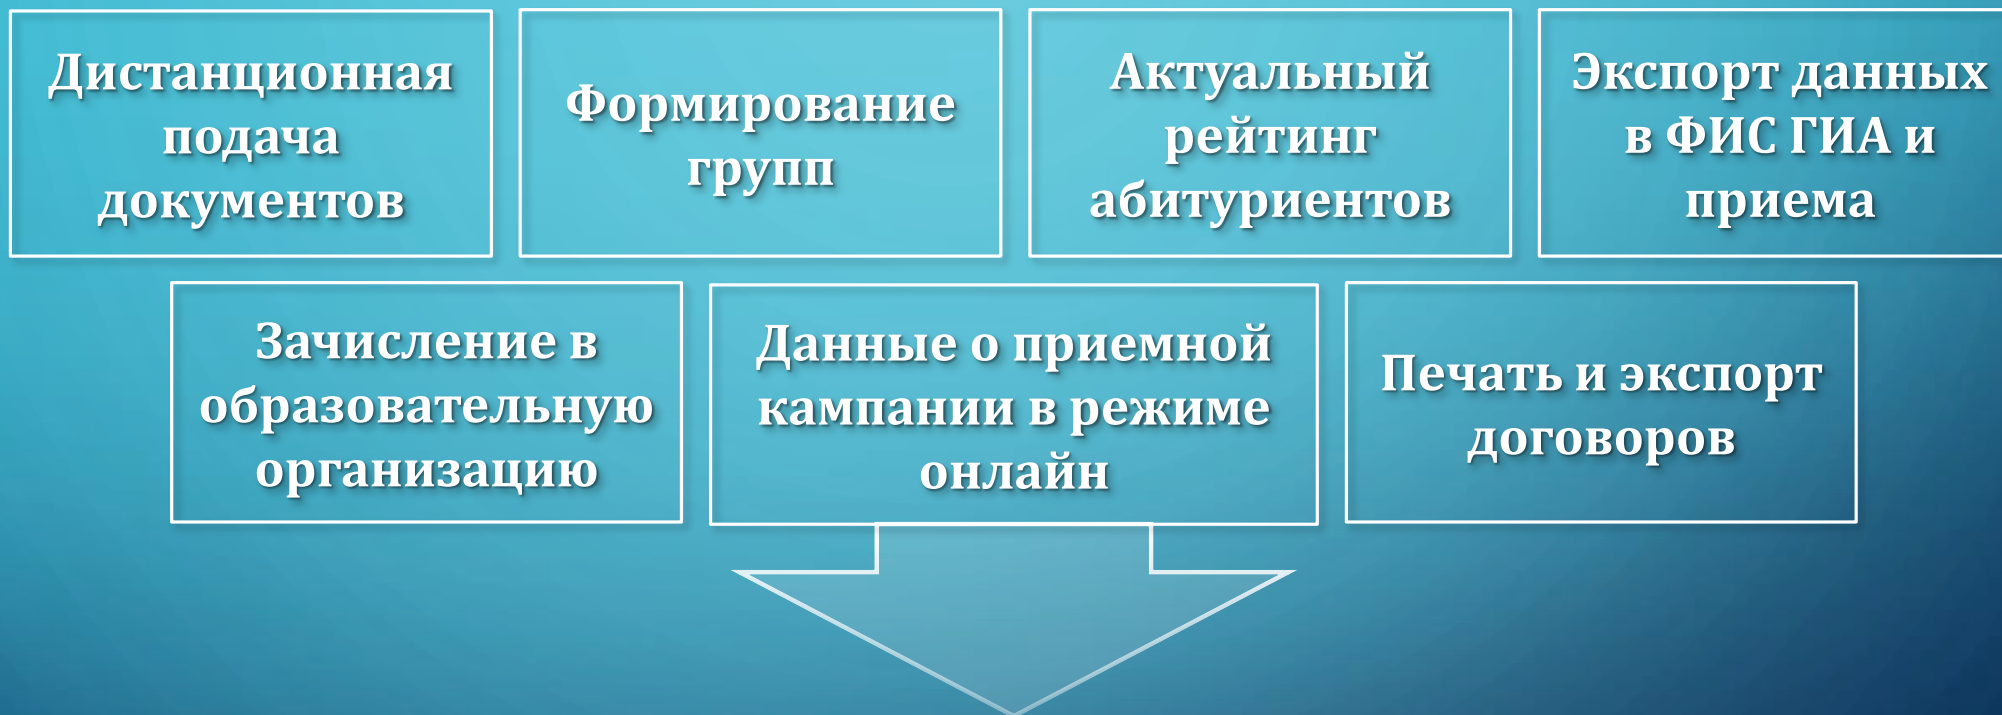 Дистанционная
подача
документов
Формирование
групп
Актуальный
рейтинг
абитуриентов
Экспорт данных
в ФИС ГИА и
приема
Зачисление в
образовательную
организацию
Данные о приемной
кампании в режиме
онлайн
Печать и экспорт
договоров